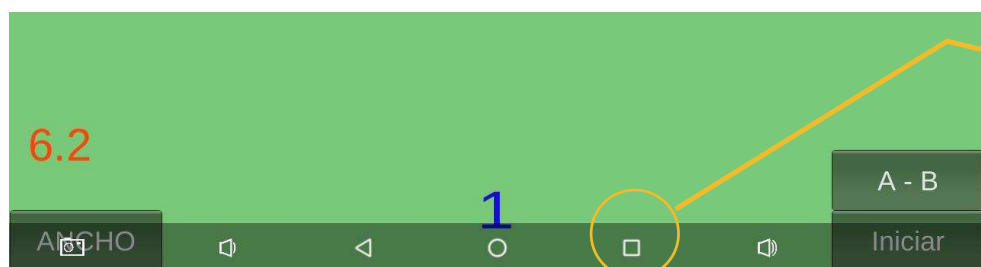 6.2
A - B
1
ANCHO
Iniciar